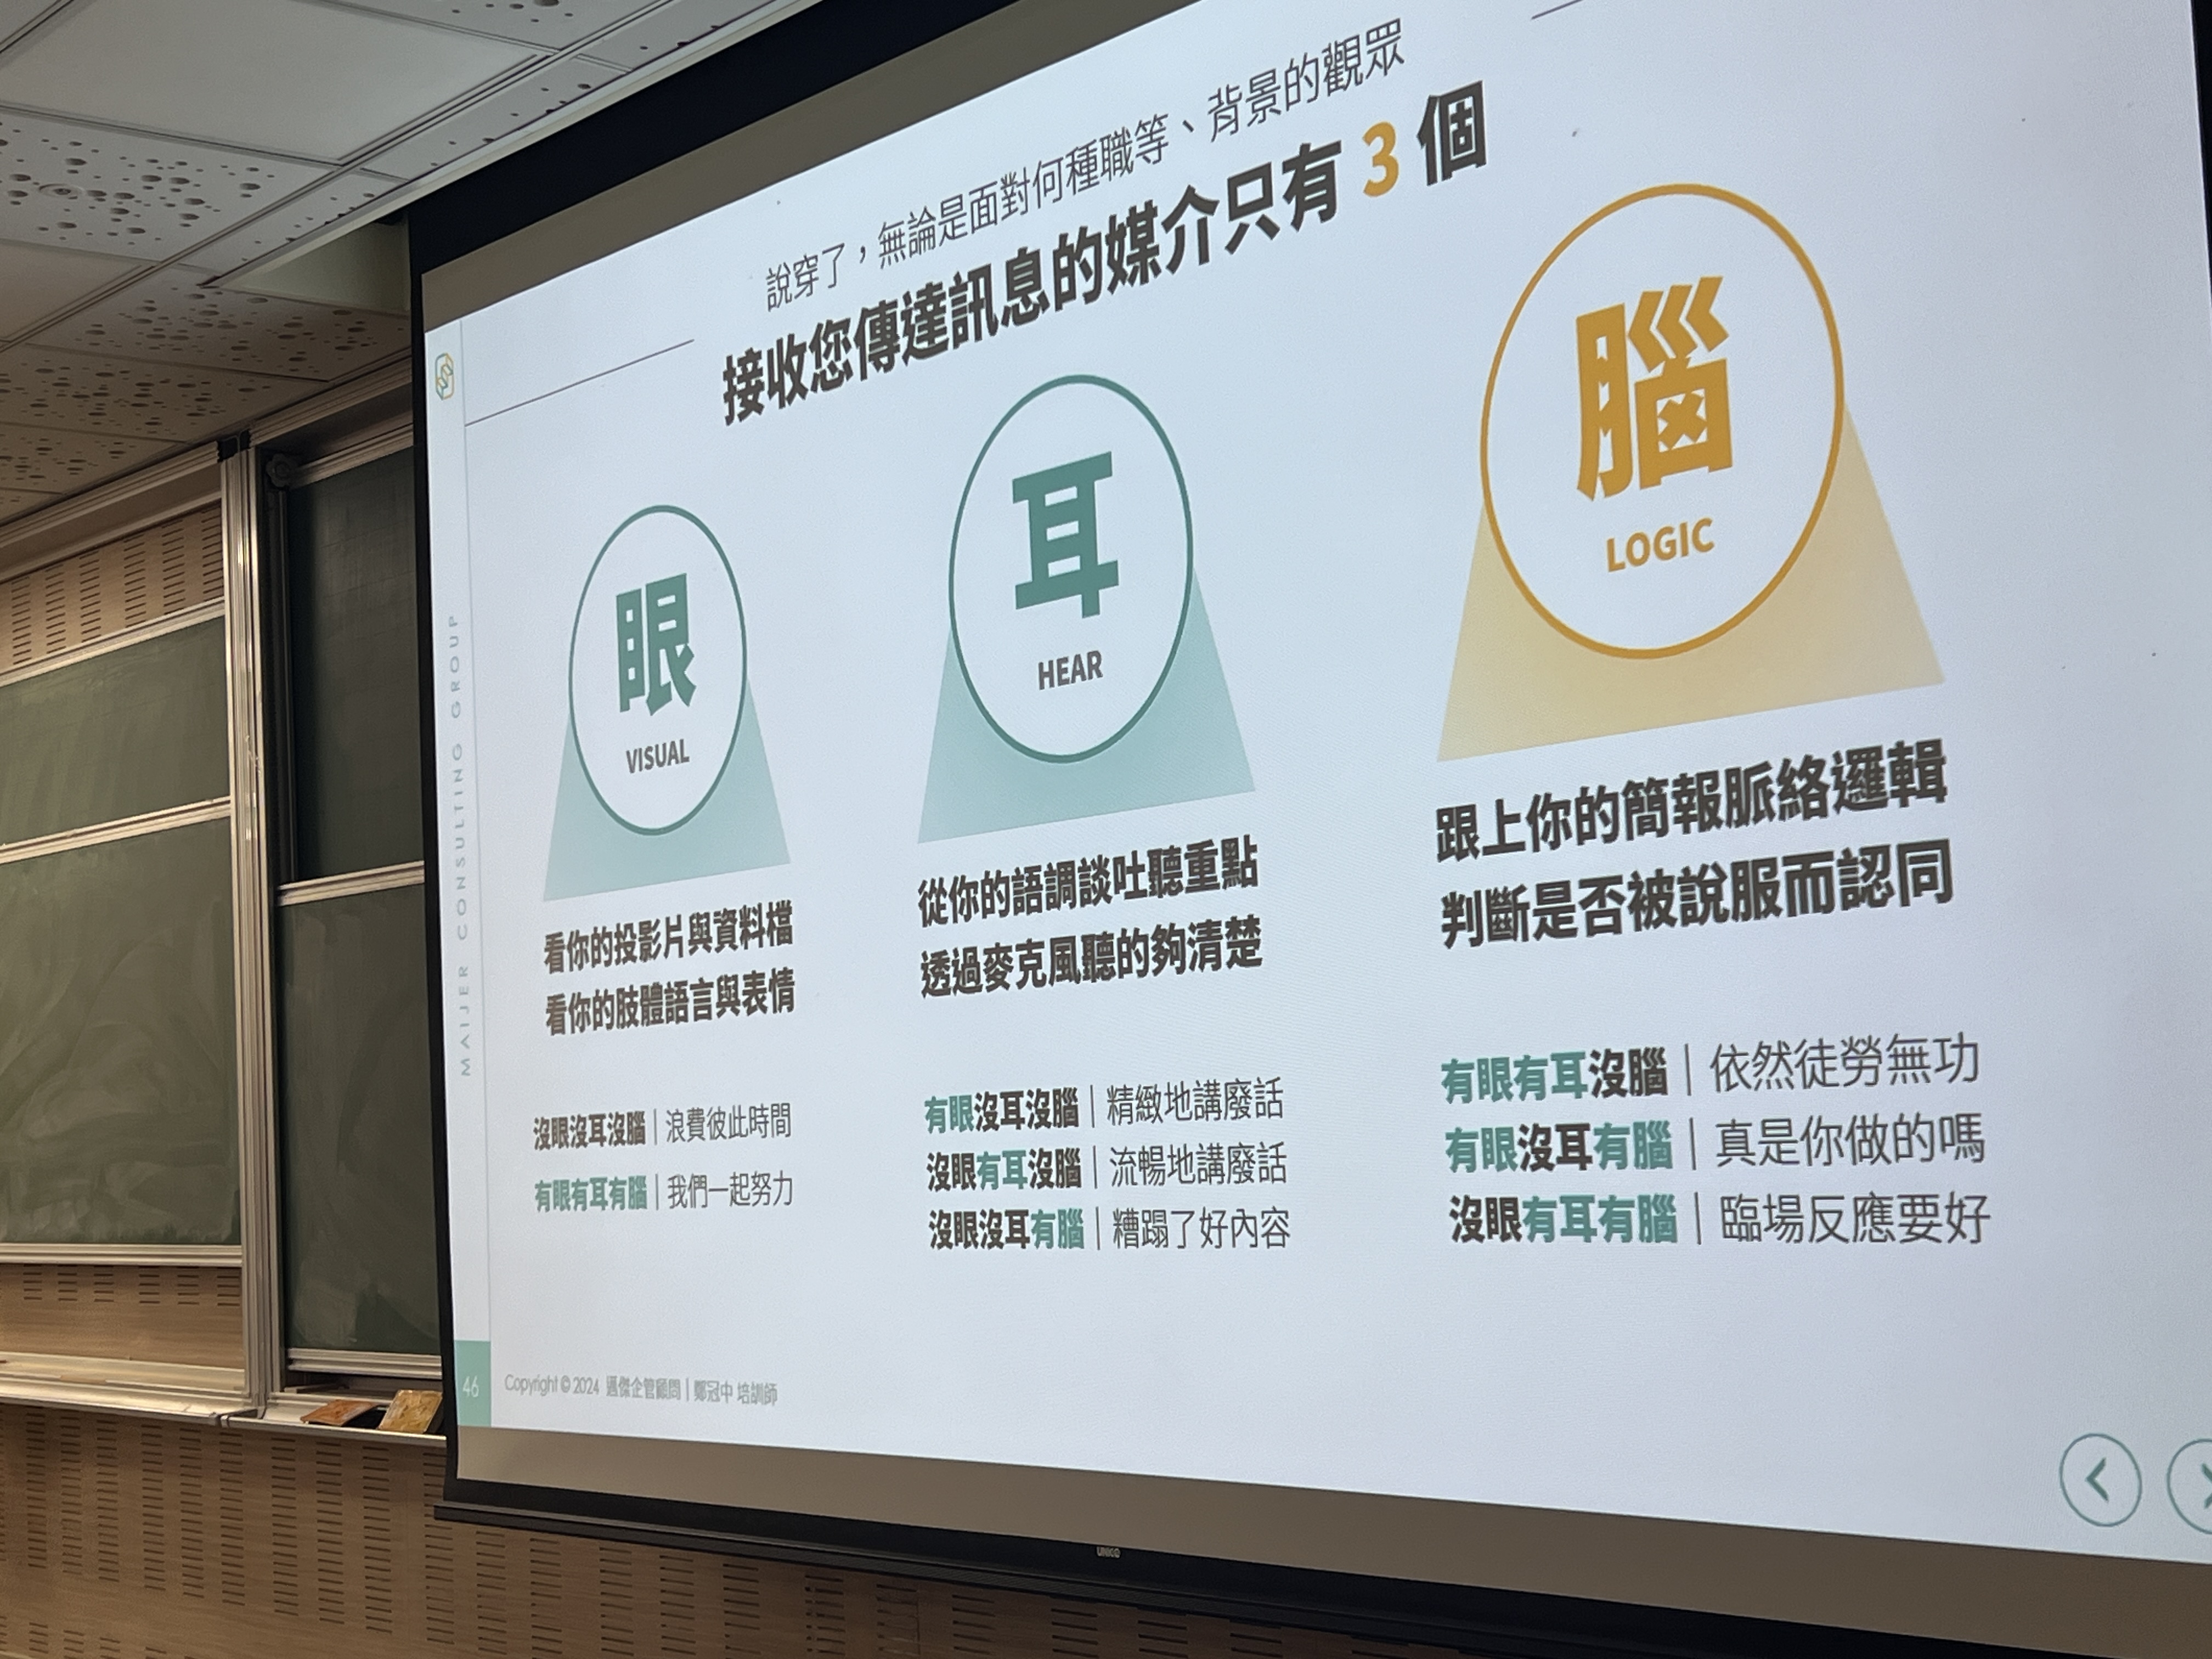 說穿了，無論是面對何種職等、背景的觀眾
接收您傳達訊息的媒介只有 3 個
眼
VISUAL
看你的投影片與資料檔
看你的肢體語言與表情
沒眼沒耳沒腦｜浪費彼此時間
有眼有耳有腦｜我們一起努力
耳
HEAR
從你的語調談吐聽重點
透過麥克風聽的夠清楚
有眼沒耳沒腦｜精緻地講廢話
沒眼有耳沒腦｜流暢地講廢話
沒眼沒耳有腦｜糟蹋了好內容
腦
LOGIC
跟上你的簡報脈絡邏輯
判斷是否被說服而認同
有眼有耳沒腦｜依然徒勞無功
有眼沒耳有腦｜真是你做的嗎
沒眼有耳有腦｜臨場反應要好
MAIJER CONSULTING GROUP
46
Copyright © 2024 邁傑企管顧問｜鄭冠中 培訓師
UNICO